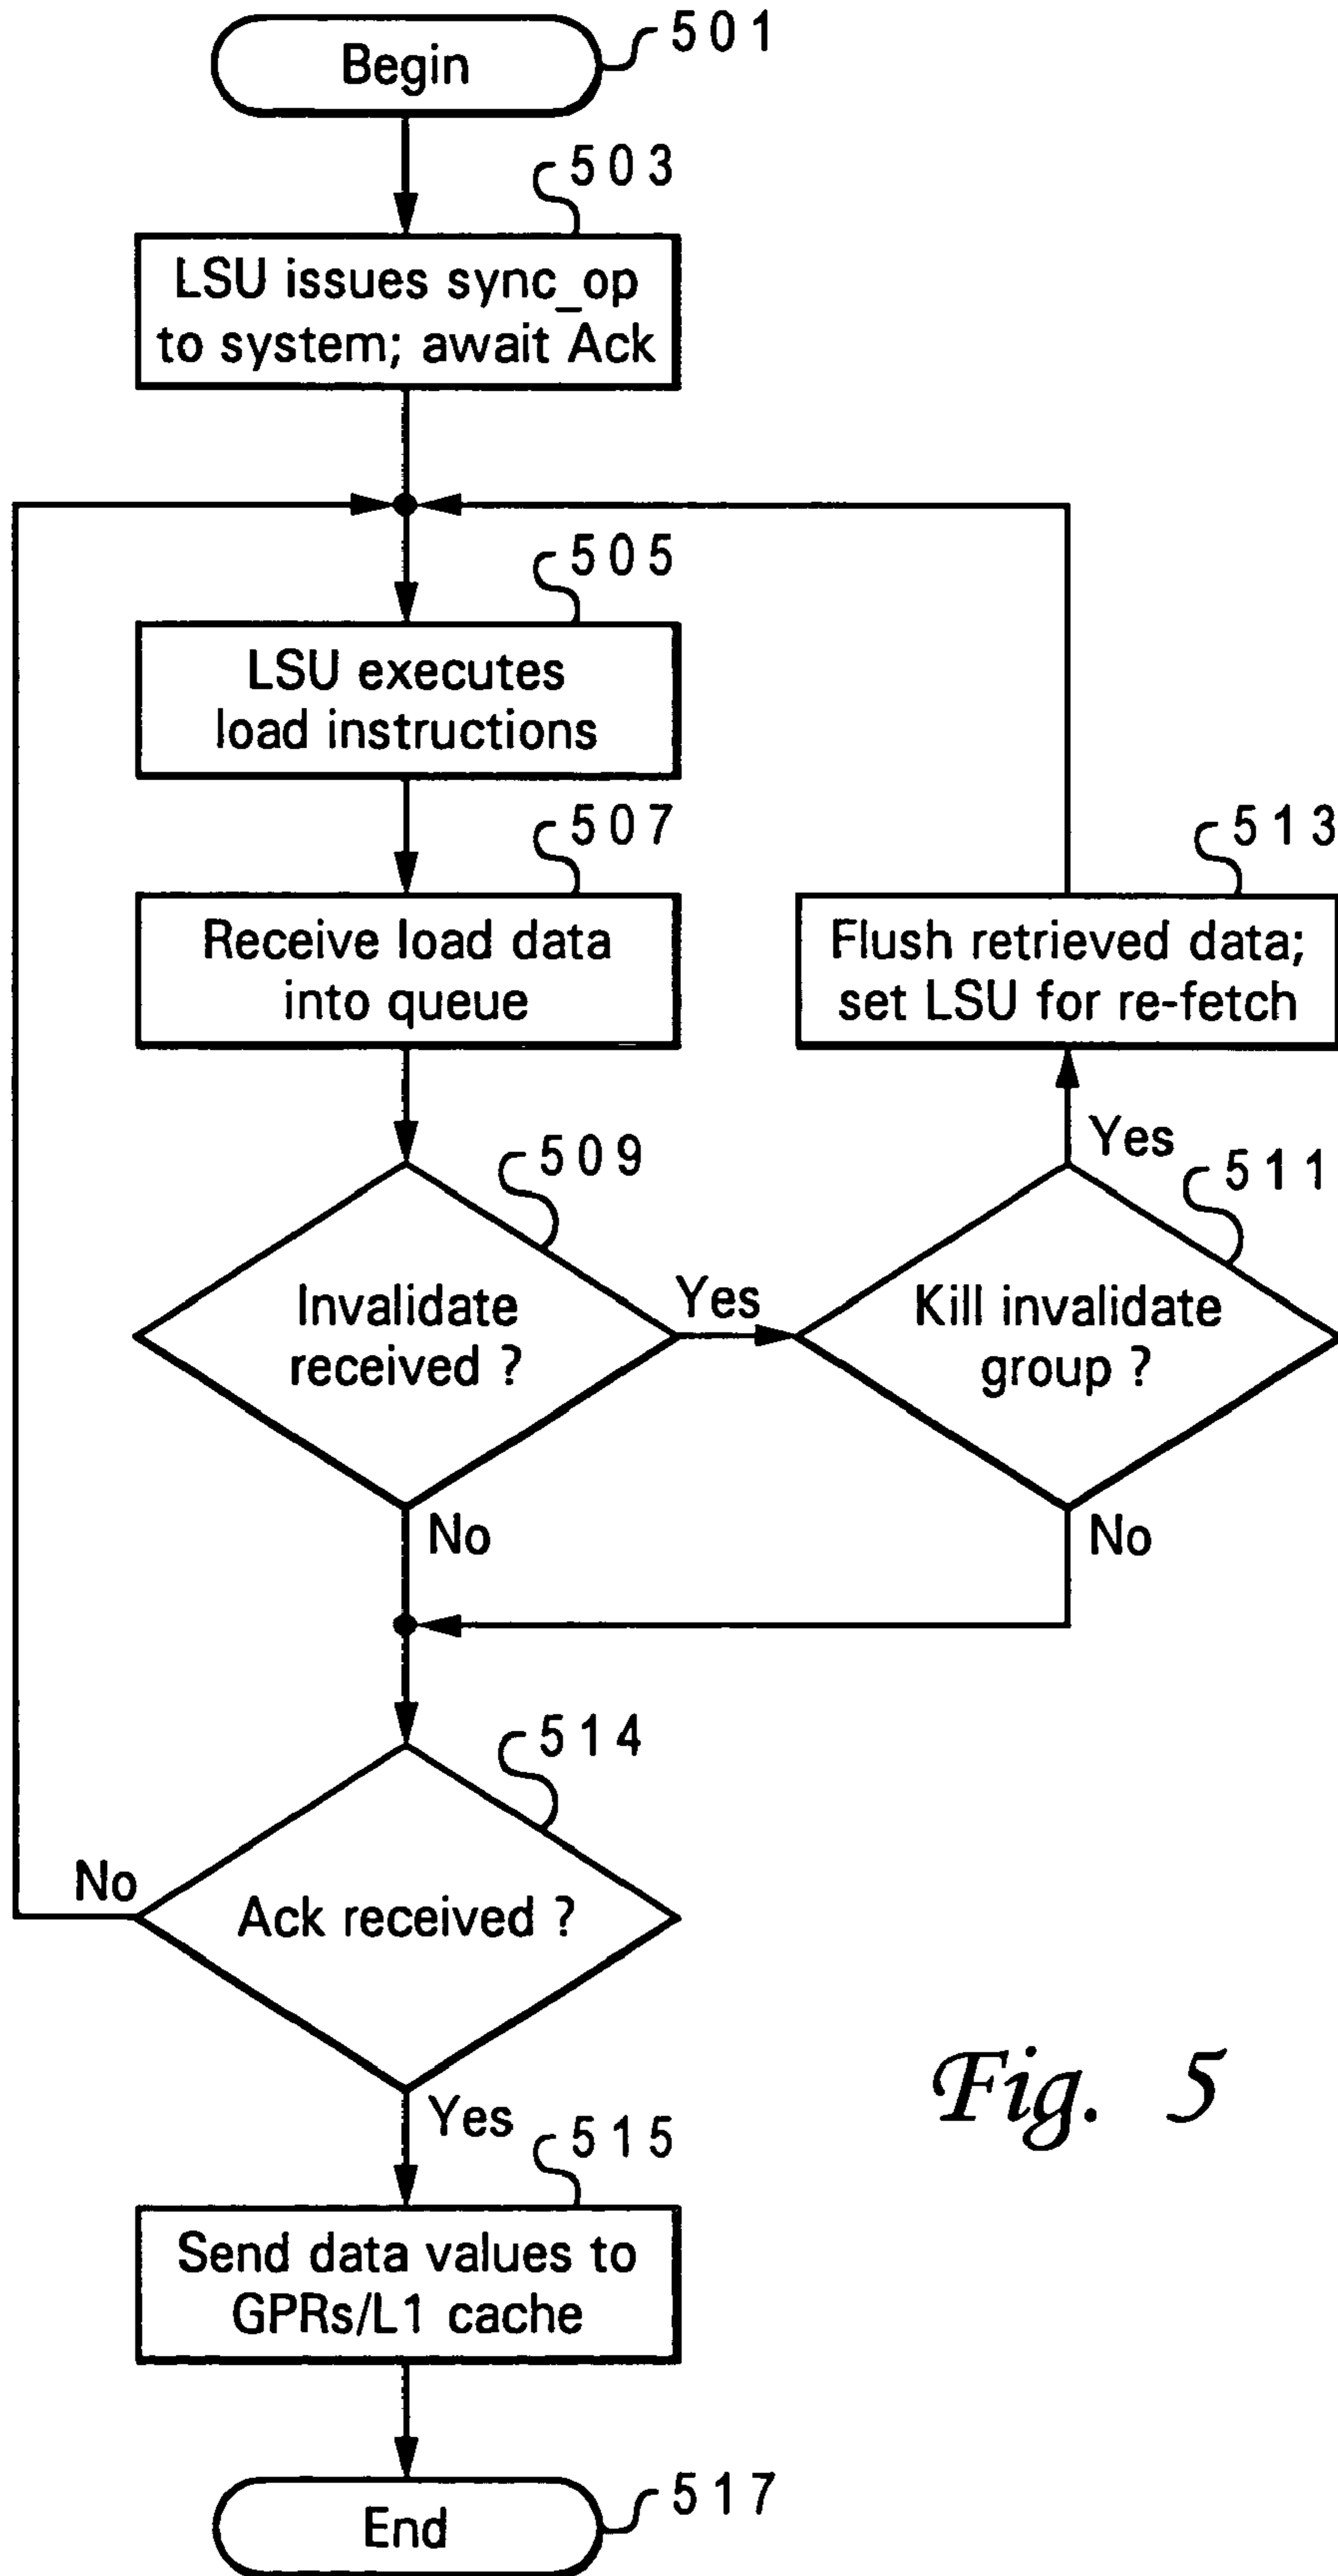 Begin
501
503
LSU issues sync_op
to system; await Ack
505
LSU executes
load instructions
507
Receive load data
into queue
513
Flush retrieved data;
set LSU for re-fetch
509
Invalidate
received ?
Yes
No
511
Kill invalidate
group ?
Yes
No
514
Ack received ?
No
Yes
515
Send data values to
GPRs/L1 cache
End
517
Fig. 5